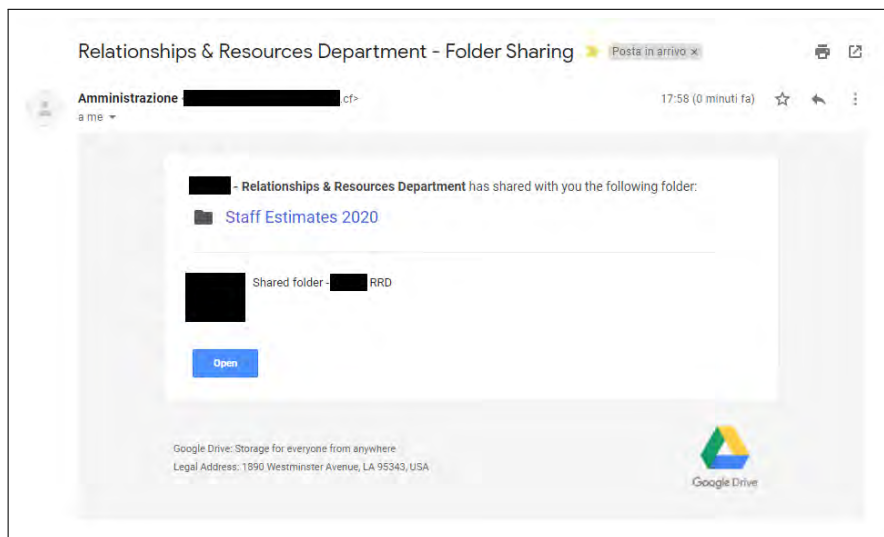 Relationships & Resources Department - Folder Sharing Posta in arrivo ×
Amministrazione - .cf>
17:58 (0 minuti fa)
a me
- Relationships & Resources Department has shared with you the following folder:
Staff Estimates 2020
Shared folder - RRD
Open
Google Drive: Storage for everyone from anywhere
Legal Address: 1890 Westminster Avenue, LA 95343, USA
Google Drive